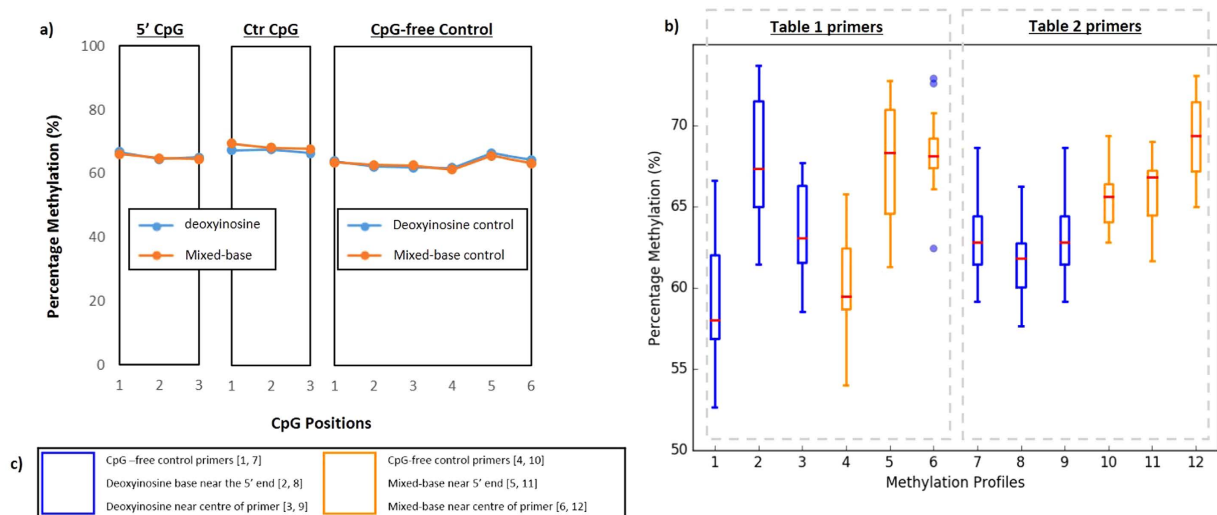 a)
5’ CpG
Ctr CpG
CpG-free Control
100
80
60
40
20
0
Percentage Methylation (%)
deoxyinosine
Mixed-base
Deoxyinosine control
Mixed-base control
1 2 3
1 2 3
1 2 3 4 5 6
CpG Positions
b)
Table 1 primers
Table 2 primers
70
65
60
55
50
Percentage Methylation (%)
1 2 3 4 5 6 7 8 9 10 11 12
Methylation Profiles
c)
CpG –free control primers [1, 7]
Deoxyinosine base near the 5’ end [2, 8]
Deoxyinosine near centre of primer [3, 9]
CpG-free control primers [4, 10]
Mixed-base near 5’ end [5, 11]
Mixed-base near centre of primer [6, 12]